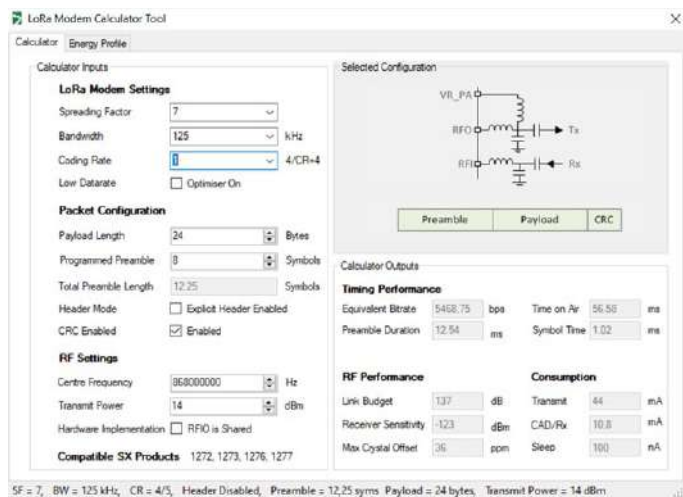 LoRa Modem Calculator Tool
Calculator Energy Profile
Calculator Inputs
LoRa Modem Settings
Spreading Factor 7
Bandwidth 125 kHz
Coding Rate 1 4/CR+4
Low Datarate Optimiser On
Packet Configuration
Payload Length 24 Bytes
Programmed Preamble 8 Symbols
Total Preamble Length 12.25 Symbols
Header Mode Explicit Header Enabled
CRC Enabled Enabled
RF Settings
Centre Frequency 868000000 Hz
Transmit Power 14 dBm
Hardware Implementation RFIO is Shared
Compatible SX Products 1272, 1273, 1276, 1277
Selected Configuration
VR_PA
RFO Tx
RFI Rx
Preamble Payload CRC
Calculator Outputs
Timing Performance
Equivalent Bitrate 5468.75 bps Time on Air 56.58 ms
Preamble Duration 12.54 ms Symbol Time 1.02 ms
RF Performance Consumption
Link Budget 137 dB Transmit 44 mA
Receiver Sensitivity -123 dBm CAD/Rx 10.8 mA
Max Crystal Offset 36 ppm Sleep 100 nA
SF = 7, BW = 125 kHz, CR = 4/5, Header Disabled, Preamble = 12,25 syms Payload = 24 bytes, Transmit Power = 14 dBm